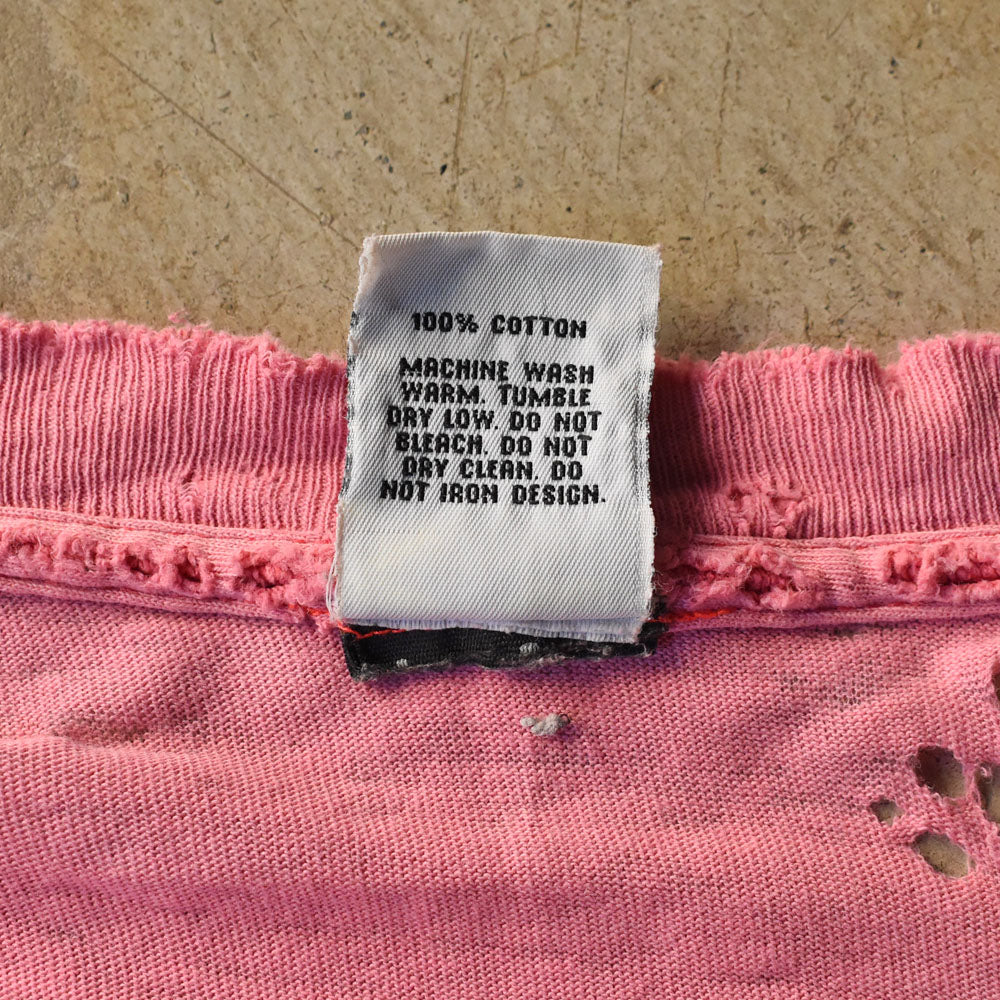 100% COTTON
MACHINE WASH
WARM. TUMBLE
DRY LOW. DO NOT
BLEACH. DO NOT
DRY CLEAN. DO
NOT IRON DESIGN.